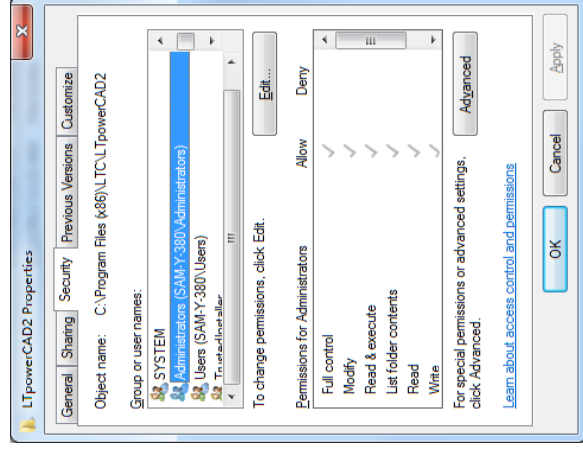 LTpowerCAD2 Properties
General Sharing Security Previous Versions Customize
Object name: C:\Program Files (x86)\LTC\LTpowerCAD2
Group or user names:
SYSTEM
Administrators (SAM-Y-380\Administrators)
Users (SAM-Y-380\Users)
TrustedInstaller
To change permissions, click Edit.
Edit...
Permissions for Administrators Allow Deny
Full control
Modify
Read & execute
List folder contents
Read
Write
For special permissions or advanced settings,
click Advanced.
Advanced
Learn about access control and permissions
OK Cancel Apply